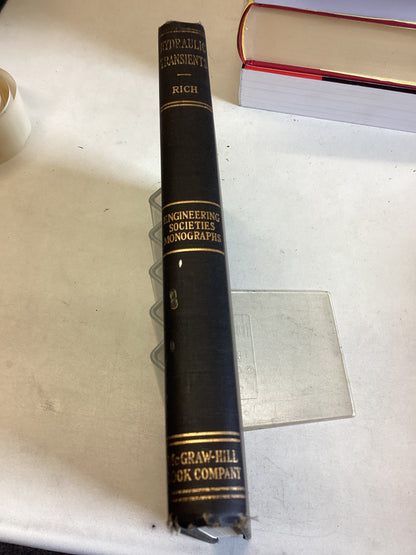 HYDRAULIC
TRANSIENTS
RICH
ENGINEERING
SOCIETIES
MONOGRAPHS
McGRAW-HILL
BOOK COMPANY